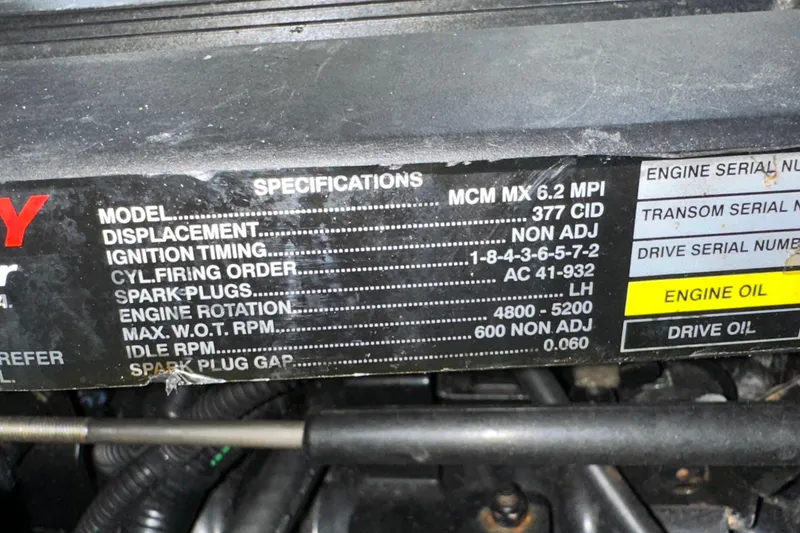 SPECIFICATIONS
MODEL MCM MX 6.2 MPI
DISPLACEMENT 377 CID
IGNITION TIMING NON ADJ
CYL.FIRING ORDER 1-8-4-3-6-5-7-2
SPARK PLUGS AC 41-932
ENGINE ROTATION LH
MAX. W.O.T. RPM 4800 - 5200
IDLE RPM 600 NON ADJ
SPARK PLUG GAP 0.060
ENGINE SERIAL NU
TRANSOM SERIAL N
DRIVE SERIAL NUMBE
ENGINE OIL
DRIVE OIL
Y
r
4.
REFER
L.